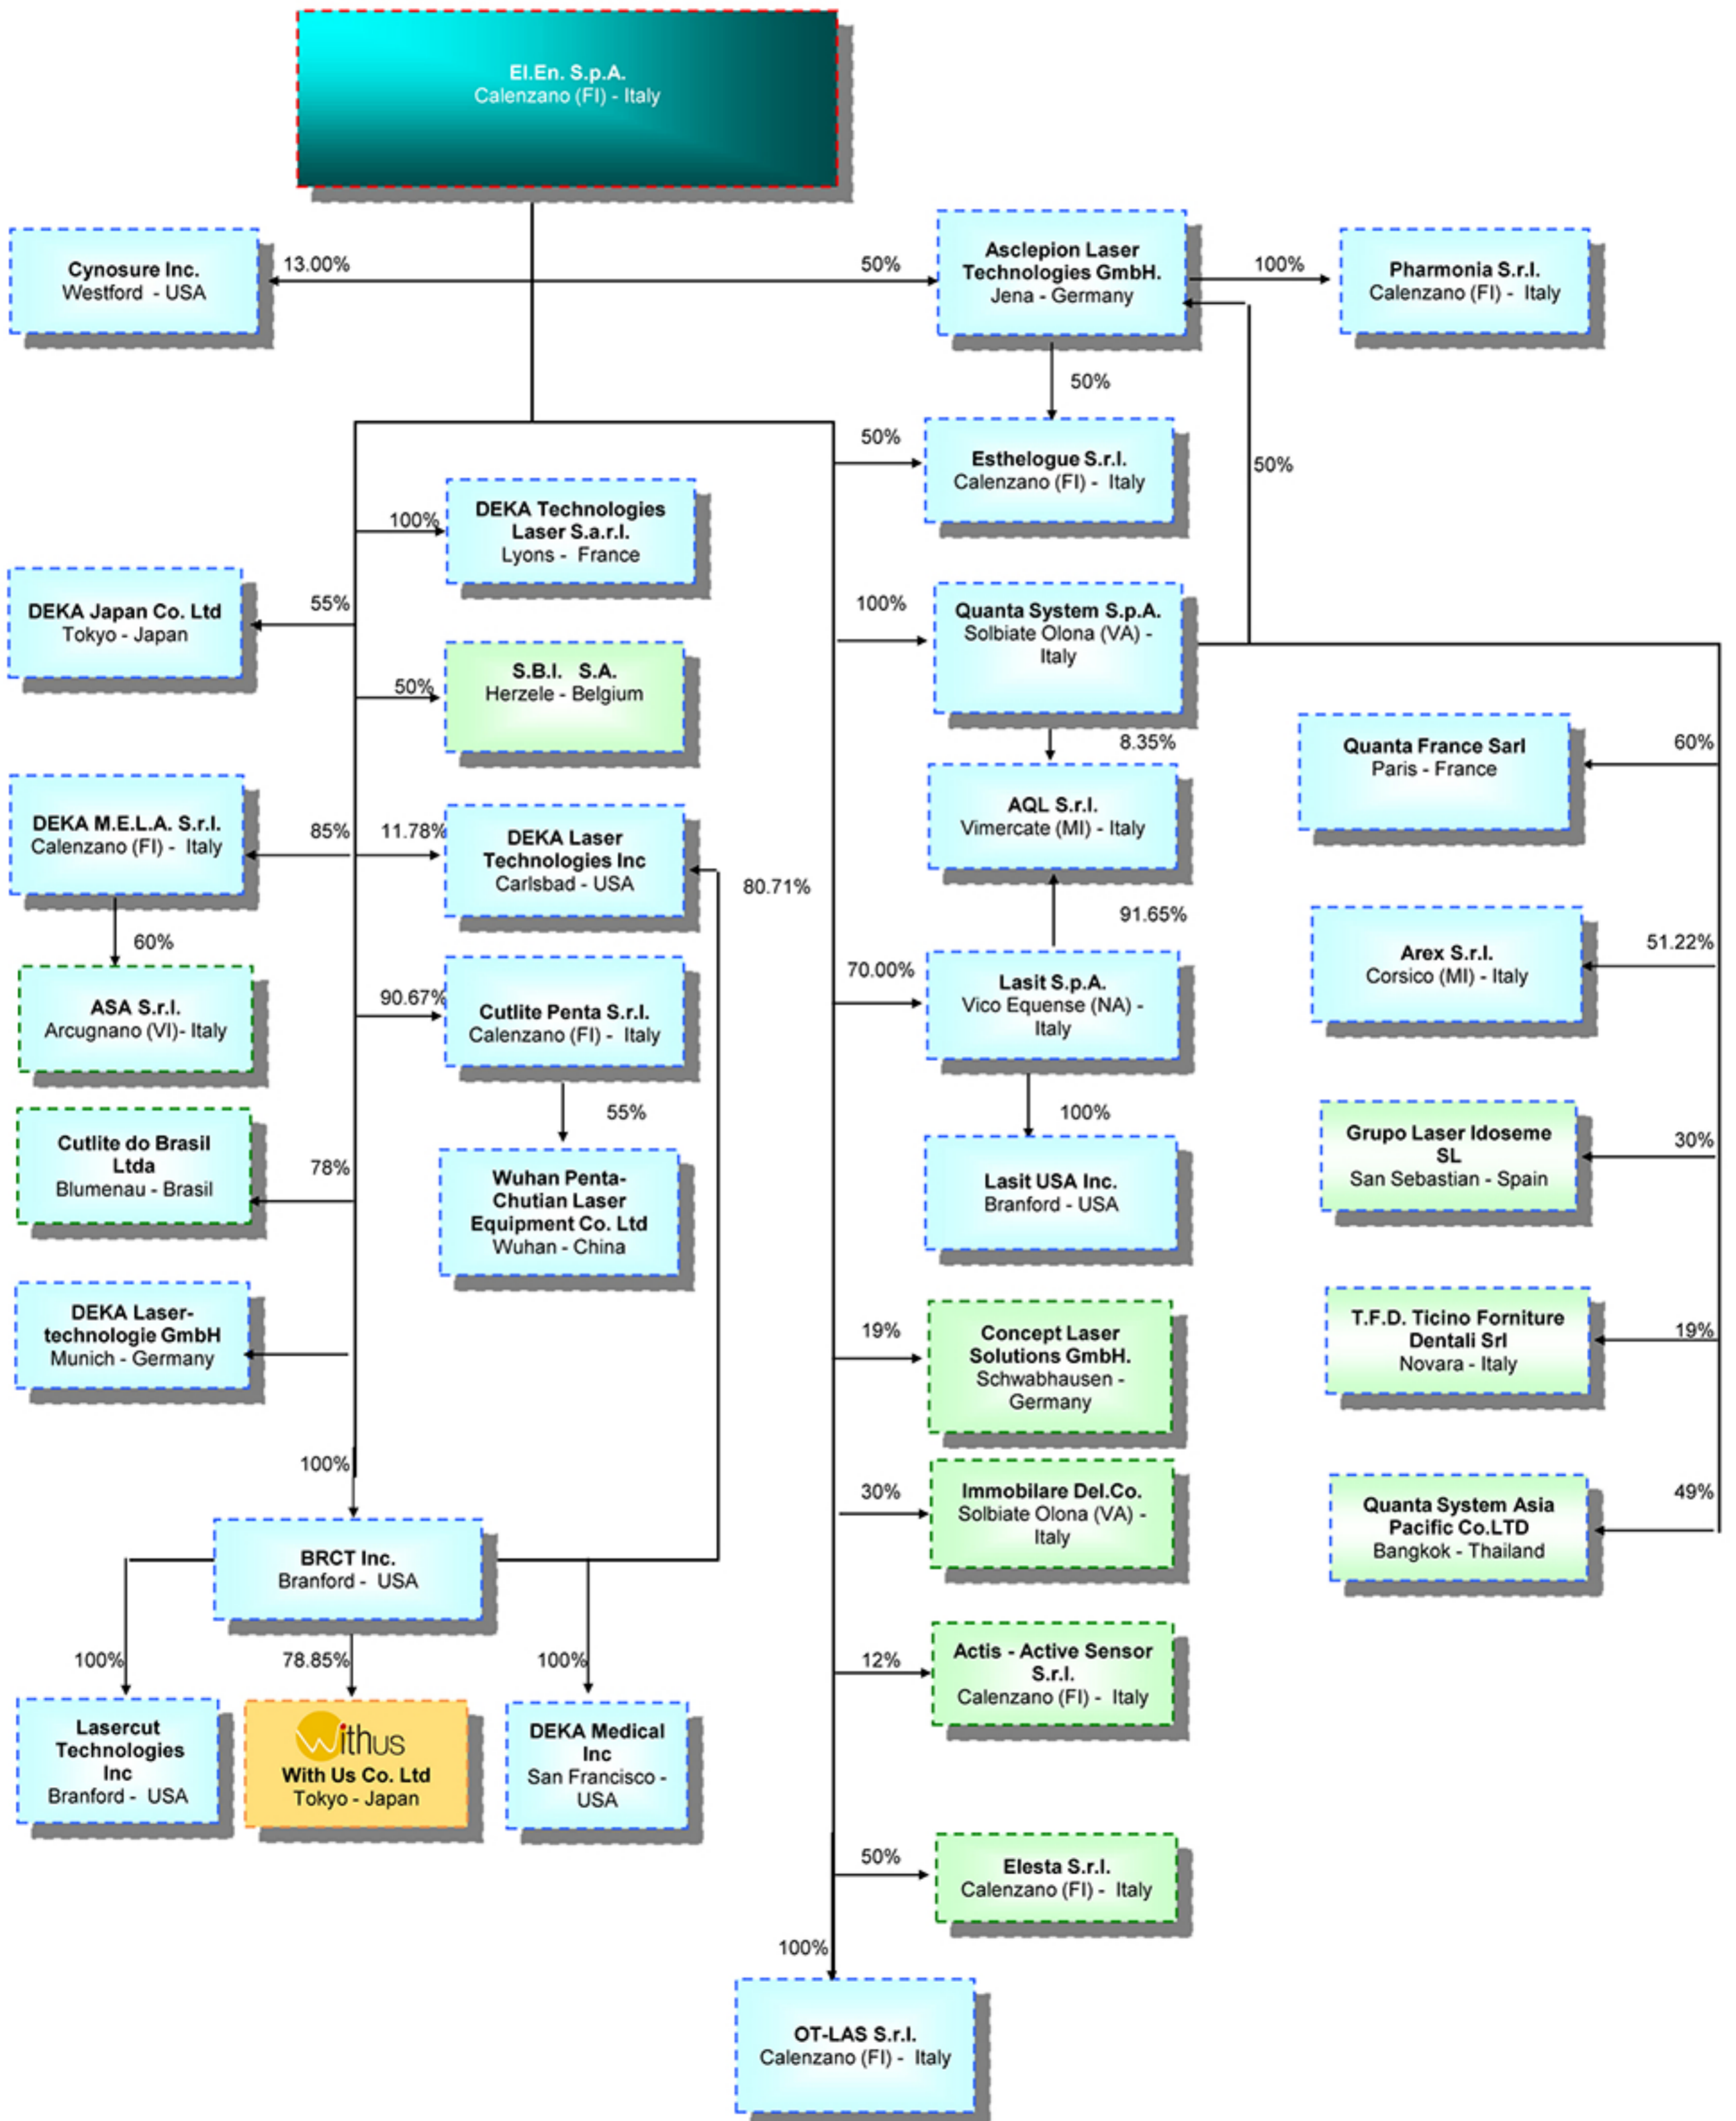 El.En. S.p.A.
Calenzano (FI) - Italy
Cynosure Inc.
Westford - USA
13.00%
50%
Asclepion Laser
Technologies GmbH.
Jena - Germany
100%
Pharmonia S.r.l.
Calenzano (FI) - Italy
50%
50%
Esthelogue S.r.l.
Calenzano (FI) - Italy
50%
100%
DEKA Technologies
Laser S.a.r.l.
Lyons - France
DEKA Japan Co. Ltd
Tokyo - Japan
55%
100%
Quanta System S.p.A.
Solbiate Olona (VA) -
Italy
50%
S.B.I. S.A.
Herzele - Belgium
8.35%
Quanta France Sarl
Paris - France
60%
AQL S.r.l.
Vimercate (MI) - Italy
DEKA M.E.L.A. S.r.l.
Calenzano (FI) - Italy
85%
11.78%
DEKA Laser
Technologies Inc
Carlsbad - USA
80.71%
91.65%
60%
Arex S.r.l.
Corsico (MI) - Italy
51.22%
ASA S.r.l.
Arcugnano (VI)- Italy
90.67%
Cutlite Penta S.r.l.
Calenzano (FI) - Italy
70.00%
Lasit S.p.A.
Vico Equense (NA) -
Italy
55%
100%
Cutlite do Brasil
Ltda
Blumenau - Brasil
78%
Wuhan Penta-
Chutian Laser
Equipment Co. Ltd
Wuhan - China
Lasit USA Inc.
Branford - USA
Grupo Laser Idoseme
SL
San Sebastian - Spain
30%
DEKA Laser-
technologie GmbH
Munich - Germany
19%
Concept Laser
Solutions GmbH.
Schwabhausen -
Germany
T.F.D. Ticino Forniture
Dentali Srl
Novara - Italy
19%
100%
30%
Immobilare Del.Co.
Solbiate Olona (VA) -
Italy
Quanta System Asia
Pacific Co.LTD
Bangkok - Thailand
49%
BRCT Inc.
Branford - USA
100%
78.85%
100%
12%
Actis - Active Sensor
S.r.l.
Calenzano (FI) - Italy
Lasercut
Technologies
Inc
Branford - USA
Withus
With Us Co. Ltd
Tokyo - Japan
DEKA Medical
Inc
San Francisco -
USA
50%
Elesta S.r.l.
Calenzano (FI) - Italy
100%
OT-LAS S.r.l.
Calenzano (FI) - Italy